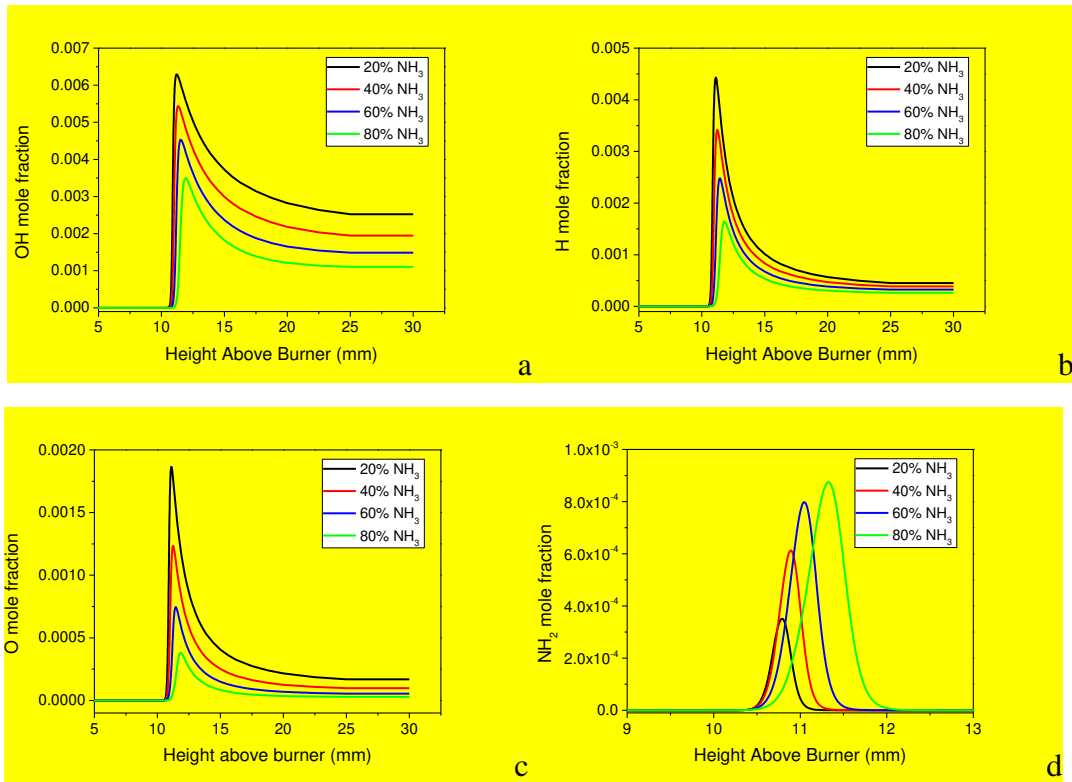 0.007
0.006
0.005
0.004
0.003
0.002
0.001
0.000
OH mole fraction
20% NH₃
40% NH₃
60% NH₃
80% NH₃
5 10 15 20 25 30
Height Above Burner (mm)
a
0.005
0.004
0.003
0.002
0.001
0.000
H mole fraction
20% NH₃
40% NH₃
60% NH₃
80% NH₃
5 10 15 20 25 30
Height Above Burner (mm)
b
0.0020
0.0015
0.0010
0.0005
0.0000
O mole fraction
20% NH₃
40% NH₃
60% NH₃
80% NH₃
5 10 15 20 25 30
Height above burner (mm)
c
1.0x10⁻³
8.0x10⁻⁴
6.0x10⁻⁴
4.0x10⁻⁴
2.0x10⁻⁴
0.0
NH₂ mole fraction
20% NH₃
40% NH₃
60% NH₃
80% NH₃
9 10 11 12 13
Height Above Burner (mm)
d